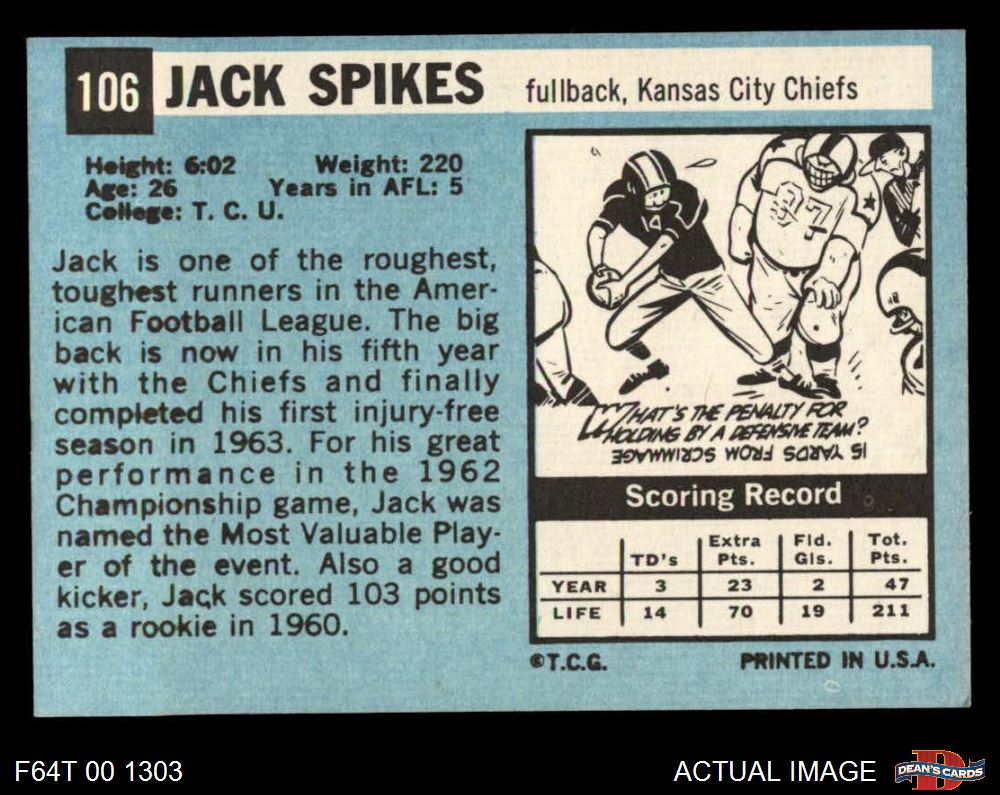 106 JACK SPIKES fullback, Kansas City Chiefs
Height: 6:02 Weight: 220
Age: 26 Years in AFL: 5
College: T. C. U.
Jack is one of the roughest,
toughest runners in the Amer-
ican Football League. The big
back is now in his fifth year
with the Chiefs and finally
completed his first injury-free
season in 1963. For his great
performance in the 1962
Championship game, Jack was
named the Most Valuable Play-
er of the event. Also a good
kicker, Jack scored 103 points
as a rookie in 1960.
14
87
WHAT'S THE PENALTY FOR
HOLDING BY A DEFENSIVE TEAM?
15 YARDS FROM SCRIMMAGE
Scoring Record
TD's Extra Pts. Fld. Gls. Tot. Pts.
YEAR 3 23 2 47
LIFE 14 70 19 211
©T.C.G. PRINTED IN U.S.A.
F64T 00 1303 ACTUAL IMAGE D DEAN'S CARDS